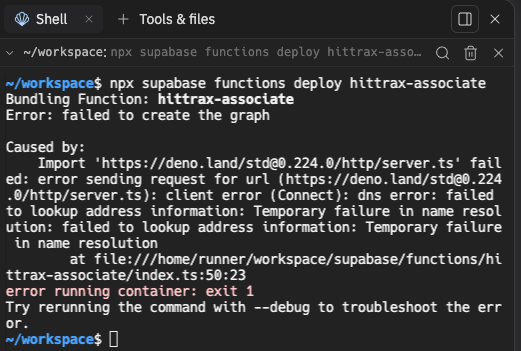 Shell
Tools & files
~/workspace: npx supabase functions deploy hittrax-asso…
~/workspace$ npx supabase functions deploy hittrax-associate
Bundling Function: hittrax-associate
Error: failed to create the graph
Caused by:
Import 'https://deno.land/std@0.224.0/http/server.ts' fail
ed: error sending request for url (https://deno.land/std@0.224
.0/http/server.ts): client error (Connect): dns error: failed
to lookup address information: Temporary failure in name resol
ution: failed to lookup address information: Temporary failure
in name resolution
at file:///home/runner/workspace/supabase/functions/hi
ttrax-associate/index.ts:50:23
error running container: exit 1
Try rerunning the command with --debug to troubleshoot the err
or.
~/workspace$